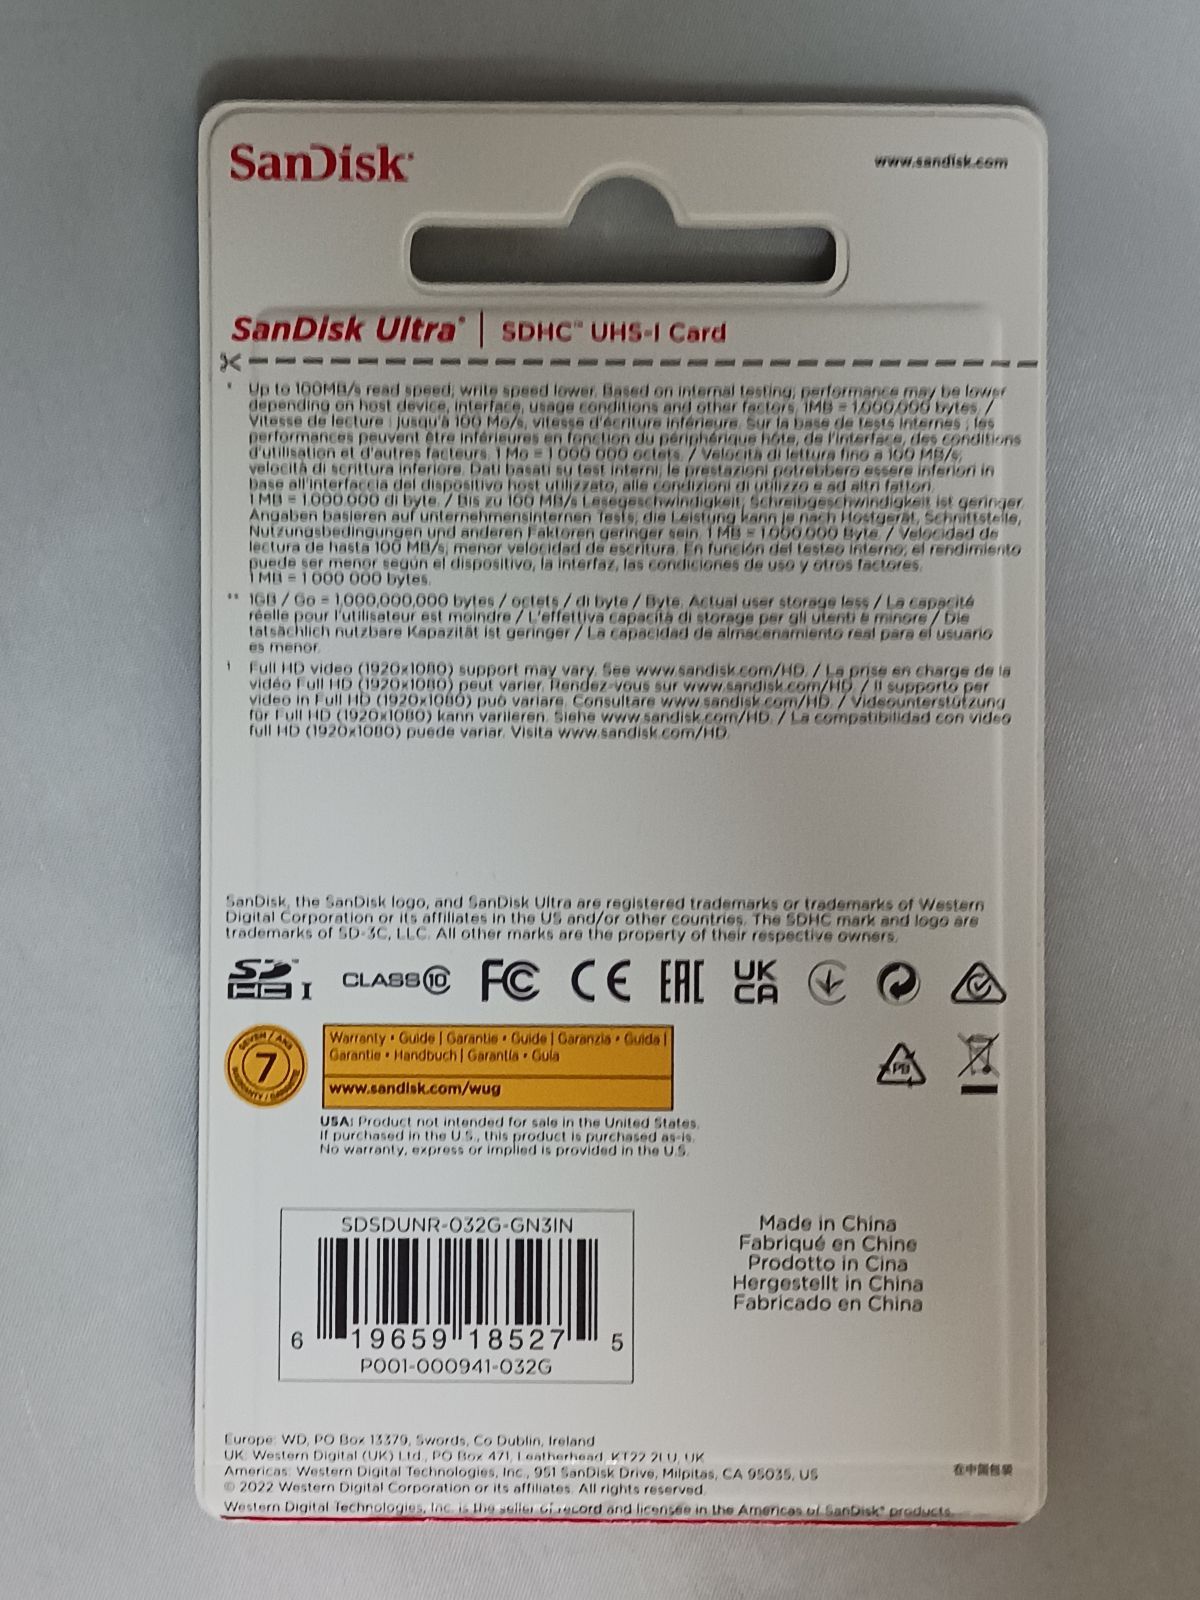 SanDisk®
www.sandisk.com
SanDisk Ultra® | SDHC™ UHS-I Card
* Up to 100MB/s read speed; write speed lower. Based on internal testing; performance may be lower
depending on host device, interface, usage conditions and other factors. 1MB = 1,000,000 bytes. /
Vitesse de lecture : jusqu'à 100 Mo/s, vitesse d'écriture inférieure. Sur la base de tests internes ; les
performances peuvent être inférieures en fonction du périphérique hôte, de l'interface, des conditions
d'utilisation et d'autres facteurs. 1 Mo = 1 000 000 octets. / Velocità di lettura fino a 100 MB/s;
velocità di scrittura inferiore. Dati basati su test interni; le prestazioni potrebbero essere inferiori in
base all'interfaccia del dispositivo host utilizzato, alle condizioni di utilizzo e ad altri fattori.
1 MB = 1.000.000 di byte. / Bis zu 100 MB/s Lesegeschwindigkeit; Schreibgeschwindigkeit ist geringer.
Angaben basieren auf unternehmensinternen Tests; die Leistung kann je nach Hostgerät, Schnittstelle,
Nutzungsbedingungen und anderen Faktoren geringer sein. 1 MB = 1.000.000 Byte. / Velocidad de
lectura de hasta 100 MB/s; menor velocidad de escritura. En función del testeo interno; el rendimiento
puede ser menor según el dispositivo, la interfaz, las condiciones de uso y otros factores.
1 MB = 1 000 000 bytes.
** 1GB / Go = 1,000,000,000 bytes / octets / di byte / Byte. Actual user storage less / La capacité
réelle pour l'utilisateur est moindre / L'effettiva capacità di storage per gli utenti è minore / Die
tatsächlich nutzbare Kapazität ist geringer / La capacidad de almacenamiento real para el usuario
es menor.
1 Full HD video (1920x1080) support may vary. See www.sandisk.com/HD. / La prise en charge de la
vidéo Full HD (1920x1080) peut varier. Rendez-vous sur www.sandisk.com/HD. / Il supporto per
video in Full HD (1920x1080) può variare. Consultare www.sandisk.com/HD. / Videounterstützung
für Full HD (1920x1080) kann variieren. Siehe www.sandisk.com/HD. / La compatibilidad con video
full HD (1920x1080) puede variar. Visita www.sandisk.com/HD.
SanDisk, the SanDisk logo, and SanDisk Ultra are registered trademarks or trademarks of Western
Digital Corporation or its affiliates in the US and/or other countries. The SDHC mark and logo are
trademarks of SD-3C, LLC. All other marks are the property of their respective owners.
SD HC I CLASS 10 FC CE EAC UK CA
SEVEN / ANS 7 WARRANTY / GARANTIE
Warranty • Guide | Garantie • Guide | Garanzia • Guida |
Garantie • Handbuch | Garantía • Guía
www.sandisk.com/wug
PB
USA: Product not intended for sale in the United States.
If purchased in the U.S., this product is purchased as-is.
No warranty, express or implied is provided in the U.S.
SDSDUNR-032G-GN3IN
6 19659 18527 5
P001-000941-032G
Made in China
Fabriqué en Chine
Prodotto in Cina
Hergestellt in China
Fabricado en China
Europe: WD, PO Box 13379, Swords, Co Dublin, Ireland
UK: Western Digital (UK) Ltd., PO Box 471, Leatherhead, KT22 2LU, UK
Americas: Western Digital Technologies, Inc., 951 SanDisk Drive, Milpitas, CA 95035, US
© 2022 Western Digital Corporation or its affiliates. All rights reserved.
Western Digital Technologies, Inc. is the seller of record and licensee in the Americas of SanDisk® products.
在中国包装